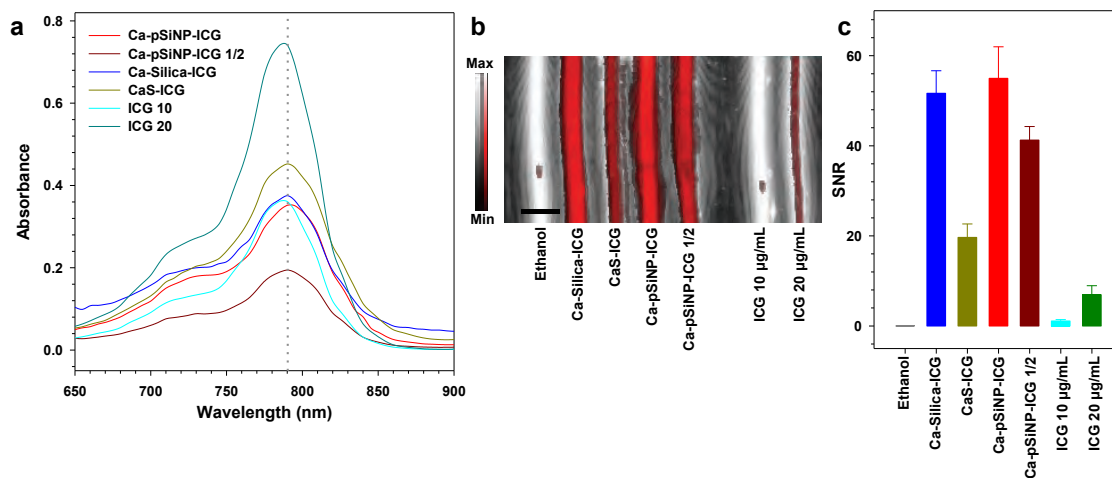 a
0.8
0.6
0.4
0.2
0.0
Absorbance
Ca-pSiNP-ICG
Ca-pSiNP-ICG 1/2
Ca-Silica-ICG
CaS-ICG
ICG 10
ICG 20
650 700 750 800 850 900
Wavelength (nm)
b
Max
Min
Ethanol
Ca-Silica-ICG
CaS-ICG
Ca-pSiNP-ICG
Ca-pSiNP-ICG 1/2
ICG 10 µg/mL
ICG 20 µg/mL
c
60
40
20
0
SNR
Ethanol
Ca-Silica-ICG
CaS-ICG
Ca-pSiNP-ICG
Ca-pSiNP-ICG 1/2
ICG 10 µg/mL
ICG 20 µg/mL